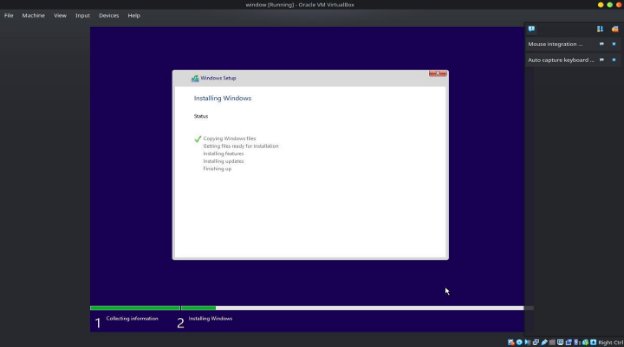 window [Running] - Oracle VM VirtualBox
File Machine View Input Devices Help
Mouse integration ...
Auto capture keyboard ...
Windows Setup
Installing Windows
Status
Copying Windows files
Getting files ready for installation
Installing features
Installing updates
Finishing up
1 Collecting information
2 Installing Windows
Right Ctrl